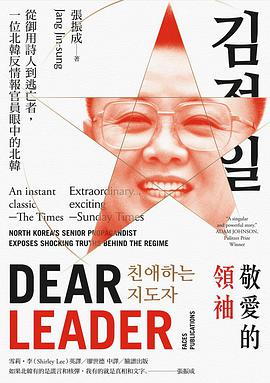 張振成
Jang Jin-sung
著
從御用詩人到逃亡者，
一位北韓反情報官員眼中的北韓
김정일
An instant
classic
—The Times
Extraordinary...
exciting
—Sunday Times
"A singular
and powerful story."
ADAM JOHNSON,
Pulitzer Prize
Winner
NORTH KOREA'S SENIOR PROPAGANDIST
EXPOSES SHOCKING TRUTHS BEHIND THE REGIME
DEAR
LEADER
친애하는
지도자
敬愛的
領袖
FACES
PUBLICATIONS
雪莉·李（Shirley Lee）英譯／廖世德 中譯／臉譜出版
如果北韓有的是謊言和核彈，我有的就是真相和文字。——張振成